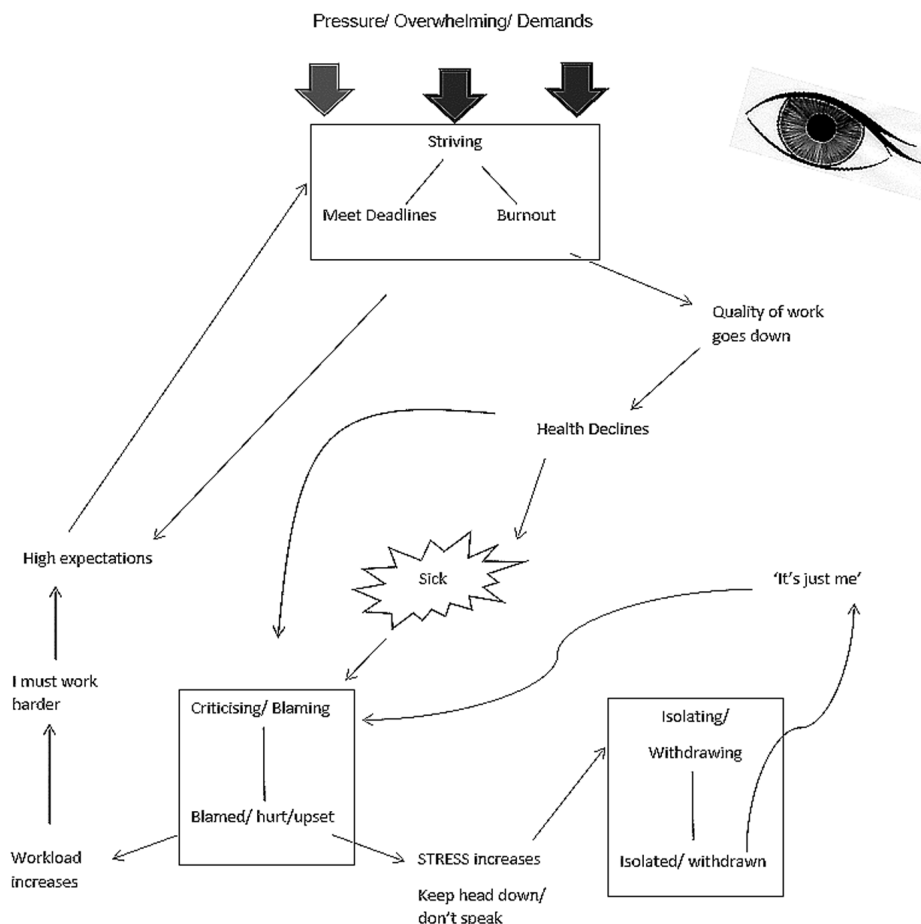 Pressure/ Overwhelming/ Demands
Striving
Meet Deadlines
Burnout
Quality of work
goes down
Health Declines
High expectations
Sick
'It's just me'
I must work
harder
Criticising/ Blaming
Isolating/
Withdrawing
Blamed/ hurt/upset
Workload
increases
STRESS increases
Isolated/ withdrawn
Keep head down/
don't speak